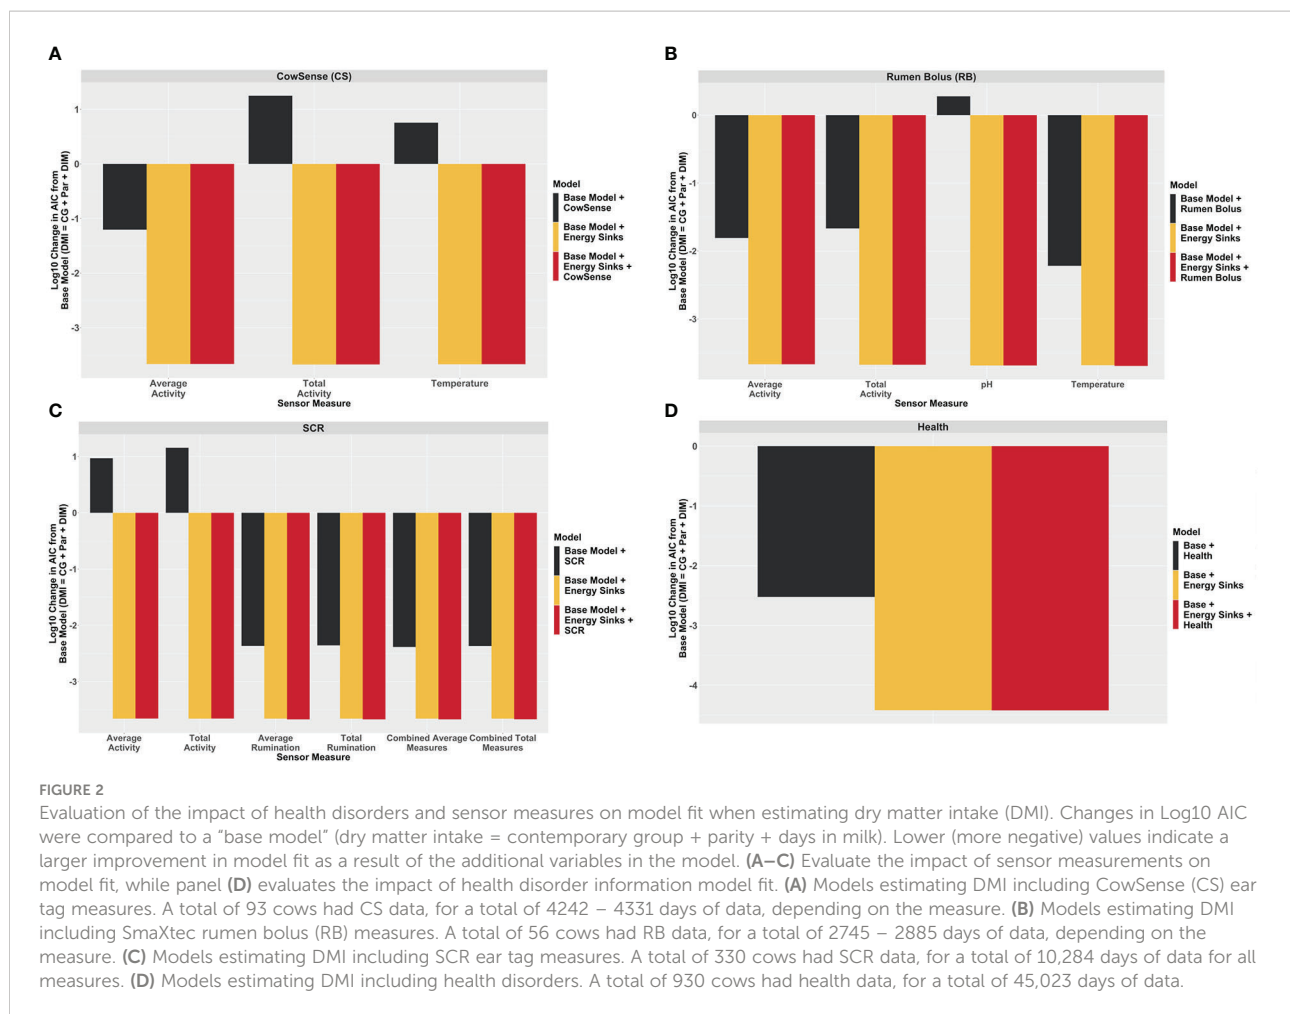 A
CowSense (CS)
1
0
-1
-2
-3
Log10 Change in AIC from
Base Model (DMI = CG + Par + DIM)
Average
Activity
Total
Activity
Temperature
Sensor Measure
Model
Base Model +
CowSense
Base Model +
Energy Sinks
Base Model +
Energy Sinks +
CowSense
B
Rumen Bolus (RB)
0
-1
-2
-3
Log10 Change in AIC from
Base Model (DMI = CG + Par + DIM)
Average
Activity
Total
Activity
pH
Temperature
Sensor Measure
Model
Base Model +
Rumen Bolus
Base Model +
Energy Sinks
Base Model +
Energy Sinks +
Rumen Bolus
C
SCR
1
0
-1
-2
-3
Log10 Change in AIC from
Base Model (DMI = CG + Par + DIM)
Average
Activity
Total
Activity
Average
Rumination
Total
Rumination
Combined Average
Measures
Combined Total
Measures
Sensor Measure
Model
Base Model +
SCR
Base Model +
Energy Sinks
Base Model +
Energy Sinks +
SCR
D
Health
0
-1
-2
-3
-4
Log10 Change in AIC from
Base Model (DMI = CG + Par + DIM)
Model
Base +
Health
Base +
Energy Sinks
Base +
Energy Sinks +
Health
FIGURE 2
Evaluation of the impact of health disorders and sensor measures on model fit when estimating dry matter intake (DMI). Changes in Log10 AIC
were compared to a "base model" (dry matter intake = contemporary group + parity + days in milk). Lower (more negative) values indicate a
larger improvement in model fit as a result of the additional variables in the model. (A–C) Evaluate the impact of sensor measurements on
model fit, while panel (D) evaluates the impact of health disorder information model fit. (A) Models estimating DMI including CowSense (CS) ear
tag measures. A total of 93 cows had CS data, for a total of 4242 – 4331 days of data, depending on the measure. (B) Models estimating DMI
including SmaXtec rumen bolus (RB) measures. A total of 56 cows had RB data, for a total of 2745 – 2885 days of data, depending on the
measure. (C) Models estimating DMI including SCR ear tag measures. A total of 330 cows had SCR data, for a total of 10,284 days of data for all
measures. (D) Models estimating DMI including health disorders. A total of 930 cows had health data, for a total of 45,023 days of data.